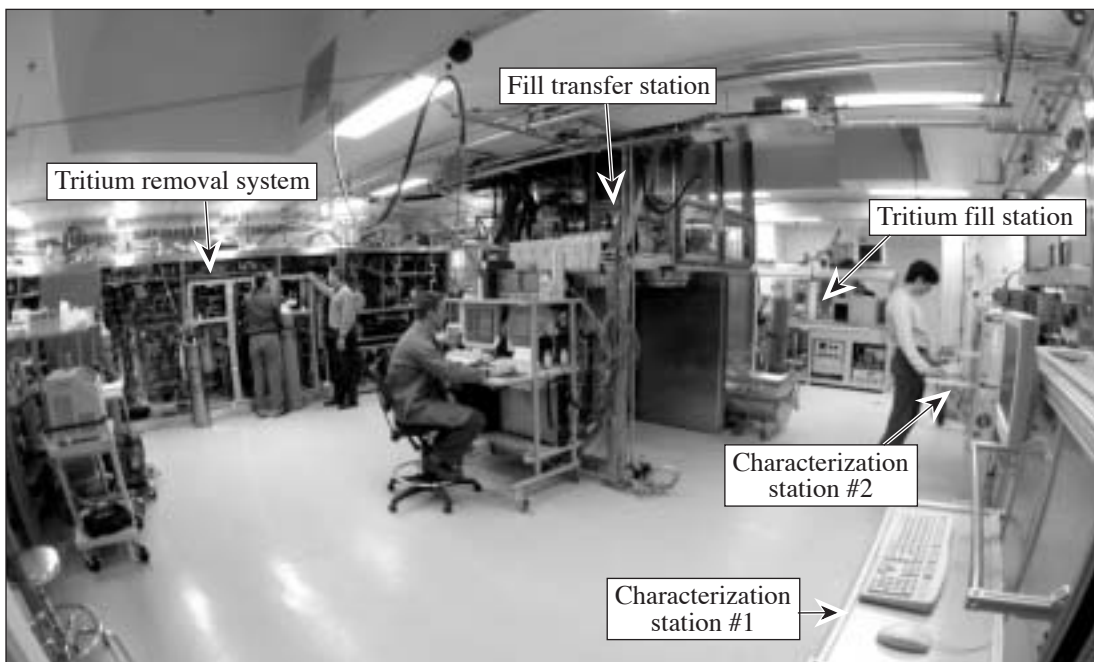 Fill transfer station
Tritium removal system
Tritium fill station
Characterization
station #2
Characterization
station #1